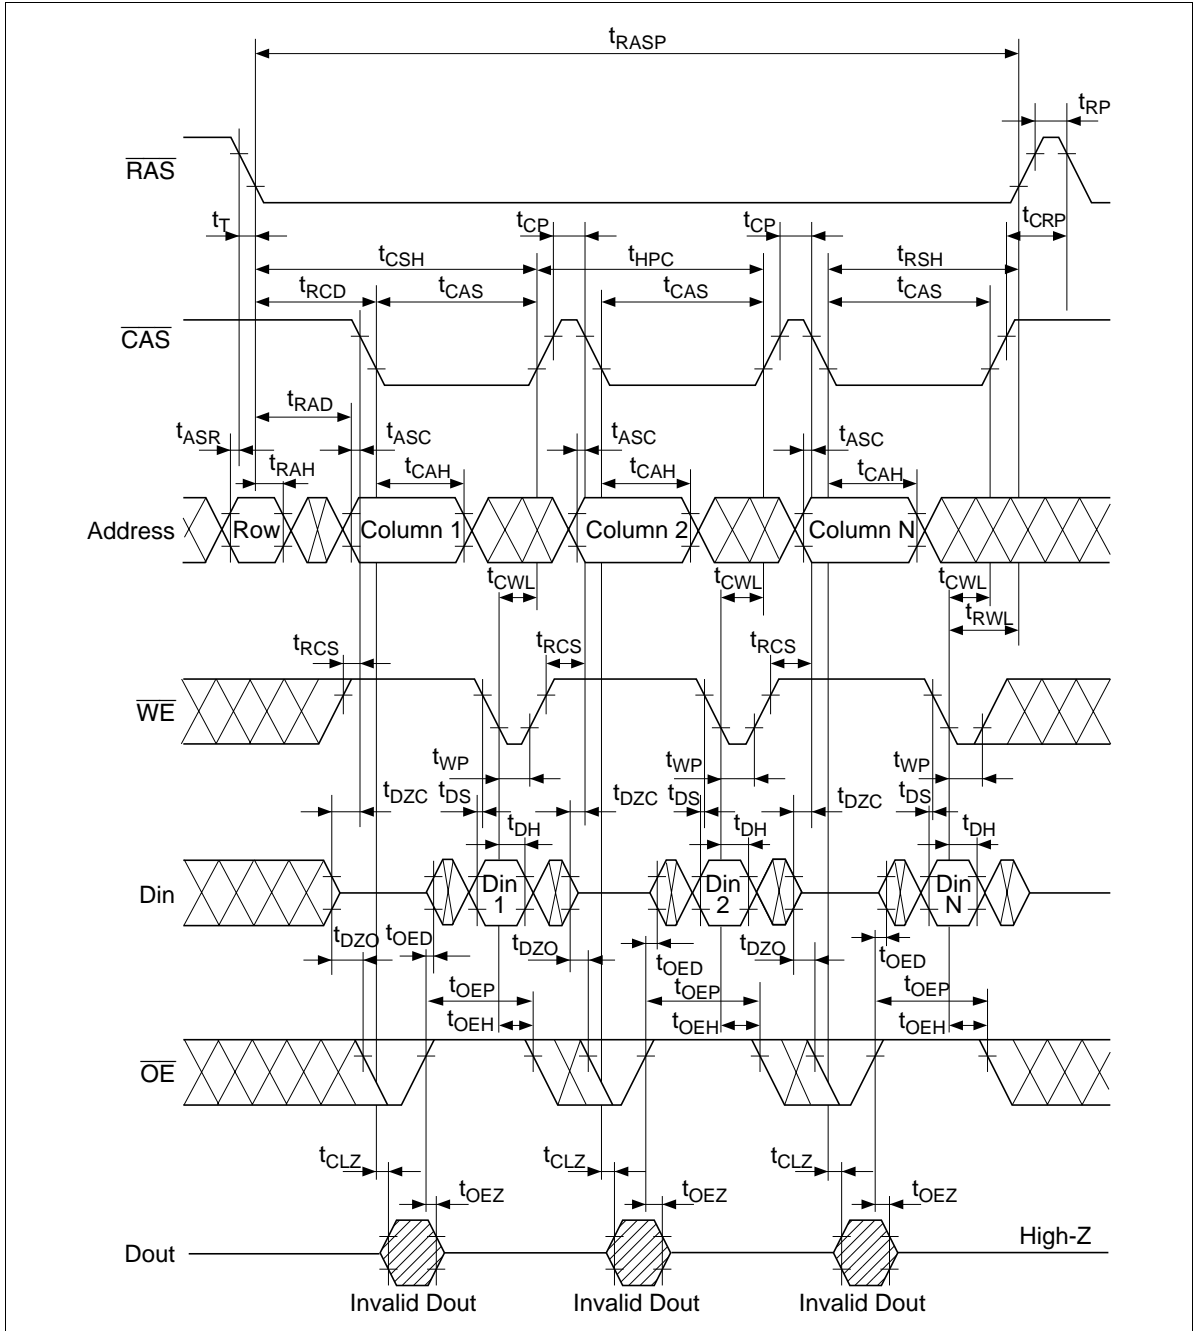 tRASP
tRP
RAS
tT
tCP
tCP
tCRP
tCSH
tHPC
tRSH
tRCD
tCAS
tCAS
tCAS
CAS
tRAD
tASR
tASC
tASC
tASC
tRAH
tCAH
tCAH
tCAH
Address
Row
Column 1
Column 2
Column N
tCWL
tCWL
tCWL
tRWL
tRCS
tRCS
tRCS
WE
tWP
tWP
tWP
tDZC
tDS
tDZC
tDS
tDZC
tDS
tDH
tDH
tDH
Din
Din
1
Din
2
Din
N
tDZO
tOED
tDZO
tOED
tDZO
tOED
tOEP
tOEP
tOEP
tOEH
tOEH
tOEH
OE
tCLZ
tCLZ
tCLZ
tOEZ
tOEZ
tOEZ
Dout
High-Z
Invalid Dout
Invalid Dout
Invalid Dout